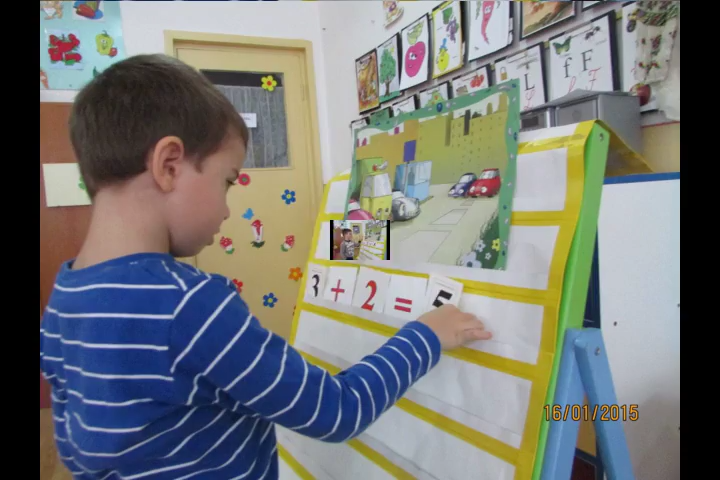 L
f F
3 + 2 = 5
16/01/2015